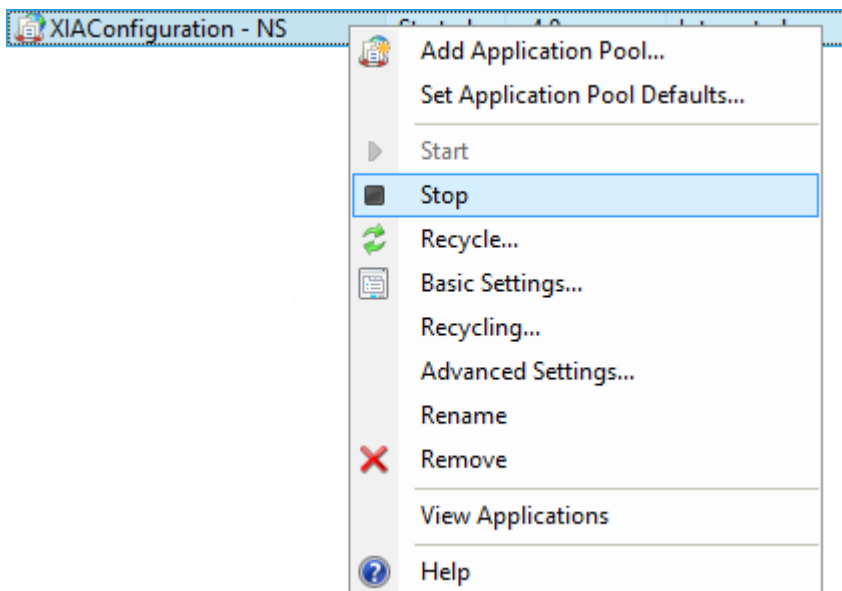 XIAConfiguration - NS
Add Application Pool...
Set Application Pool Defaults...
Start
Stop
Recycle...
Basic Settings...
Recycling...
Advanced Settings...
Rename
Remove
View Applications
Help